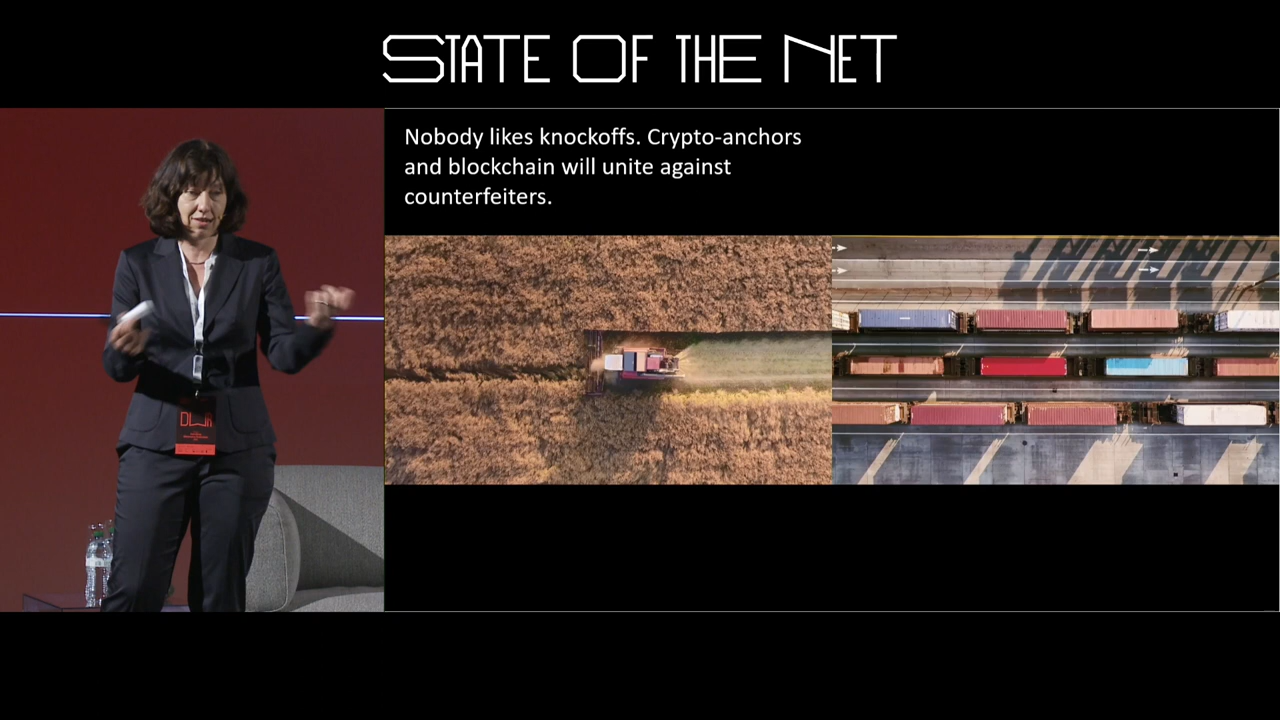 STATE OF THE NET
Nobody likes knockoffs. Crypto-anchors
and blockchain will unite against
counterfeiters.